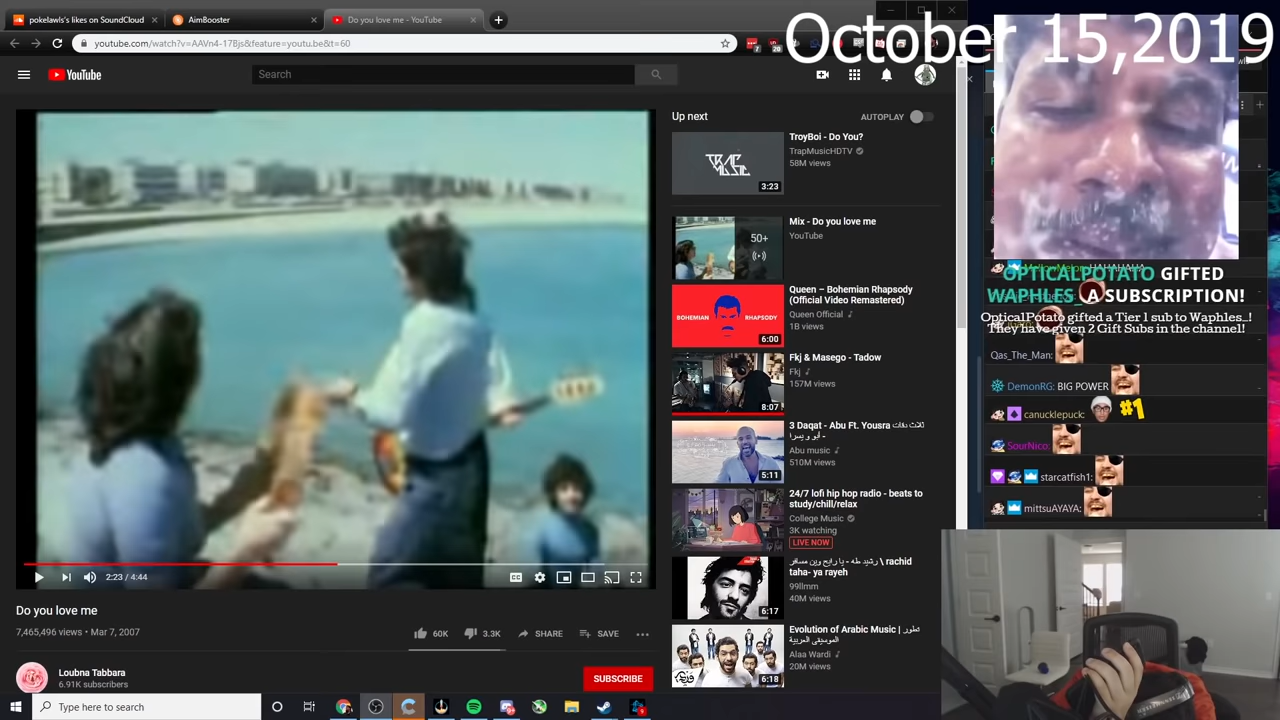 pokelawls's likes on SoundCloud
AimBooster
Do you love me - YouTube
October 15,2019
youtube.com/watch?v=AAVn4-17Bjs&feature=youtu.be&t=60
YouTube
Search
Up next
AUTOPLAY
TroyBoi - Do You?
TrapMusicHDTV
58M views
3:23
Mix - Do you love me
YouTube
50+
Queen – Bohemian Rhapsody
(Official Video Remastered)
Queen Official
1B views
BOHEMIAN RHAPSODY
6:00
Fkj & Masego - Tadow
Fkj
157M views
8:07
3 Daqat - Abu Ft. Yousra ثلاث دقات
- أبو و يسرا
Abu music
510M views
5:11
24/7 lofi hip hop radio - beats to
study/chill/relax
College Music
3K watching
LIVE NOW
رشيد طه - يا رايح وين مسافر \ rachid
taha- ya rayeh
99llmm
40M views
6:17
Evolution of Arabic Music | تطور
الموسيقى العربية
Alaa Wardi
20M views
6:18
2:23 / 4:44
Do you love me
7,465,496 views • Mar 7, 2007
60K
3.3K
SHARE
SAVE
Loubna Tabbara
6.91K subscribers
SUBSCRIBE
Type here to search
OPTICALPOTATO GIFTED
WAPHLES_ A SUBSCRIPTION!
OpticalPotato gifted a Tier 1 sub to Waphles_!
They have given 2 Gift Subs in the channel!
Qas_The_Man:
DemonRG: BIG POWER
canucklepuck: #1
SourNico:
starcatfish1:
mittsuAYAYA: